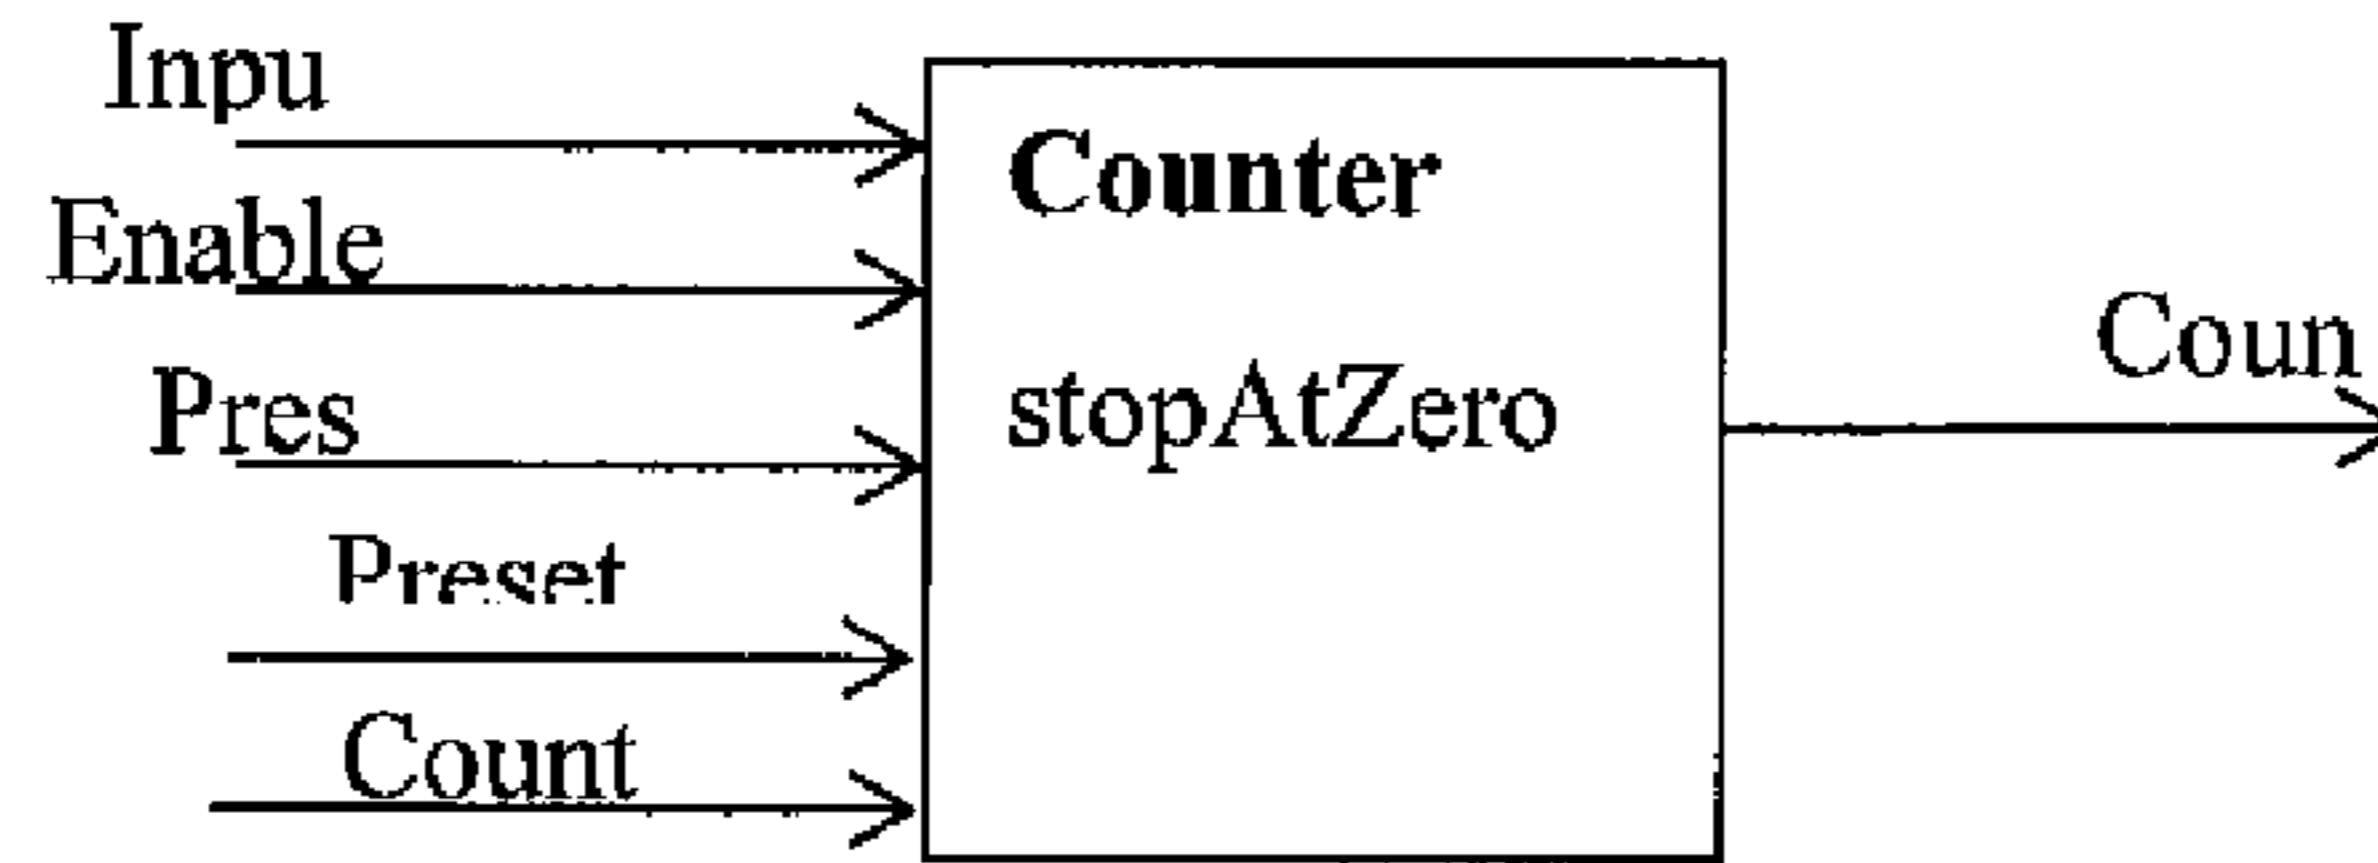 Inpu
Enable
Pres
Preset
Count
Counter
stopAtZero
Coun